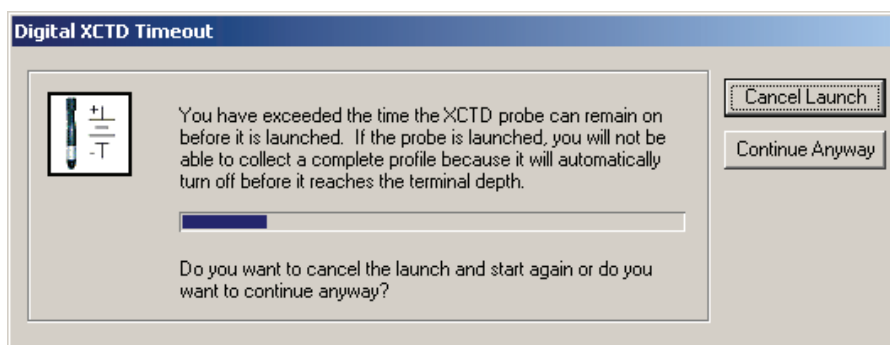 Digital XCTD Timeout
+
-T
You have exceeded the time the XCTD probe can remain on
before it is launched. If the probe is launched, you will not be
able to collect a complete profile because it will automatically
turn off before it reaches the terminal depth.
Do you want to cancel the launch and start again or do you
want to continue anyway?
Cancel Launch
Continue Anyway